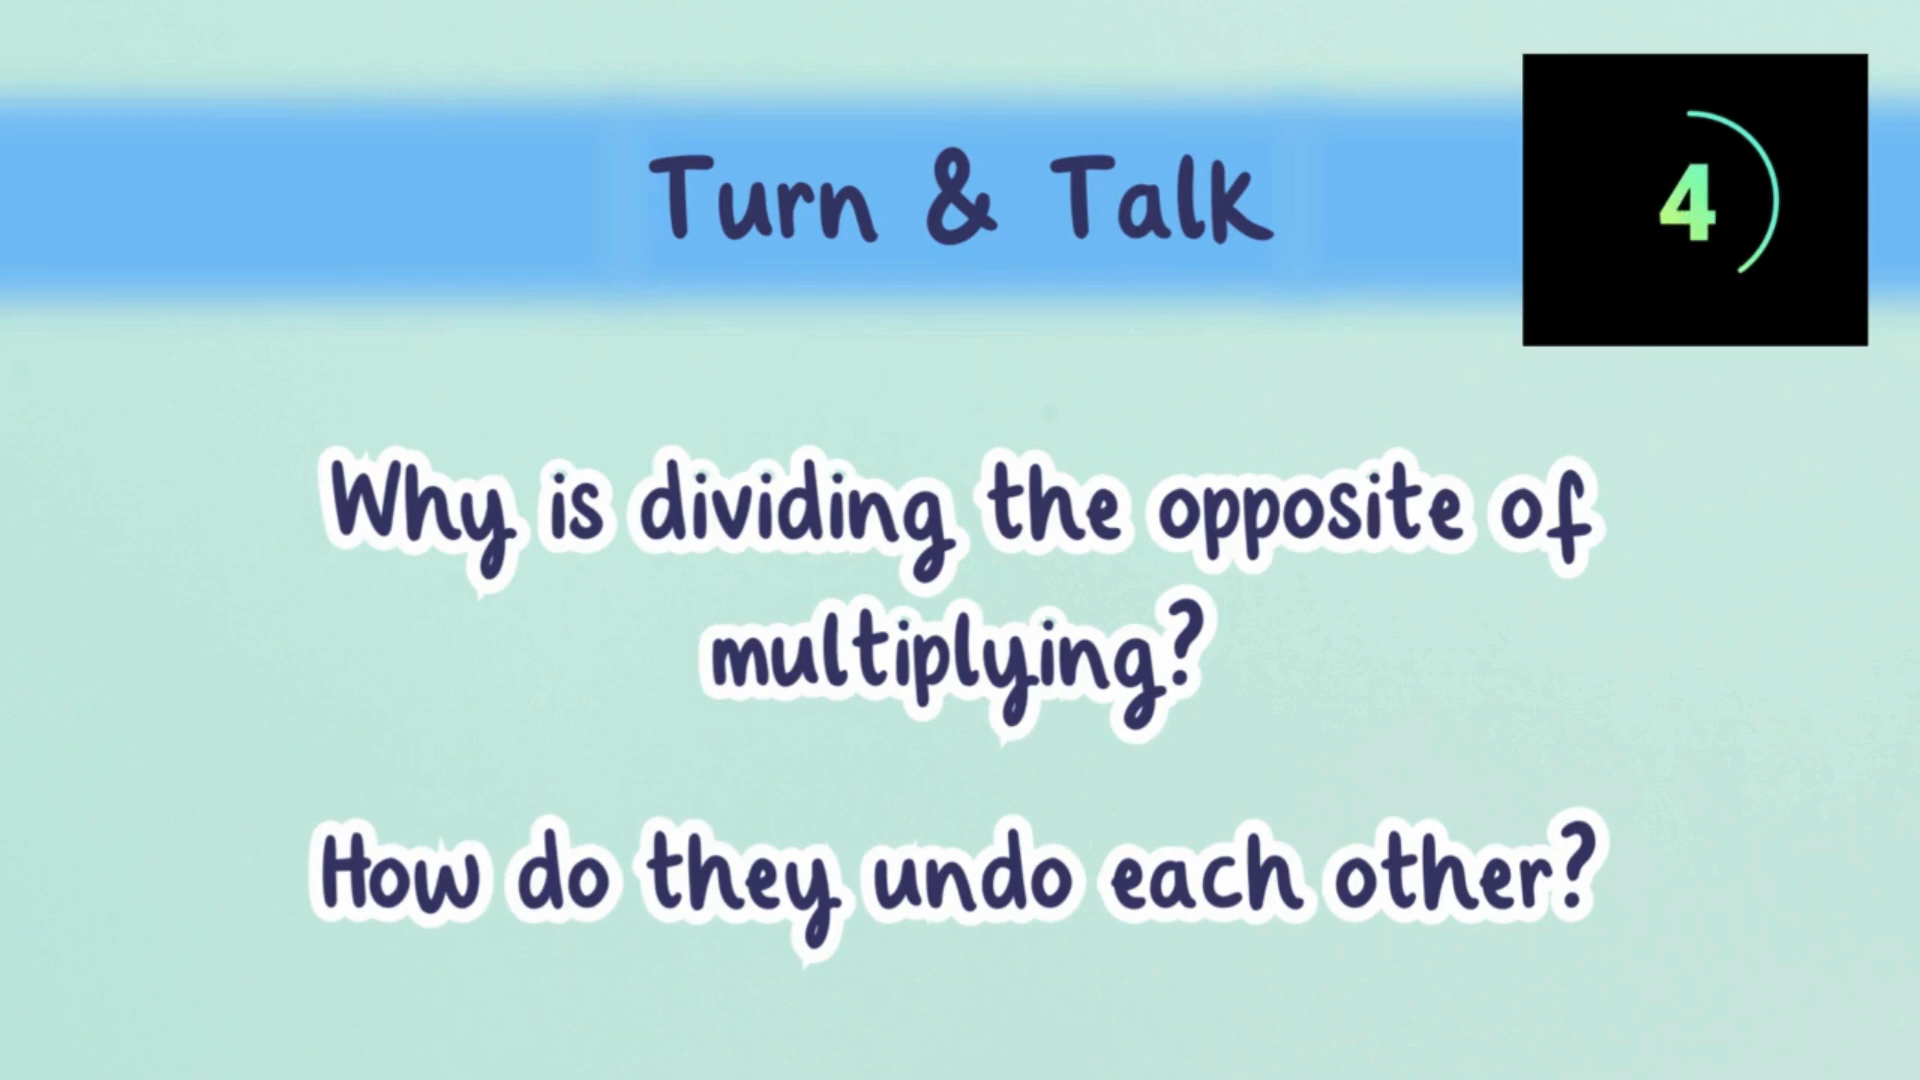 Turn & Talk
4
Why is dividing the opposite of
multiplying?
How do they undo each other?